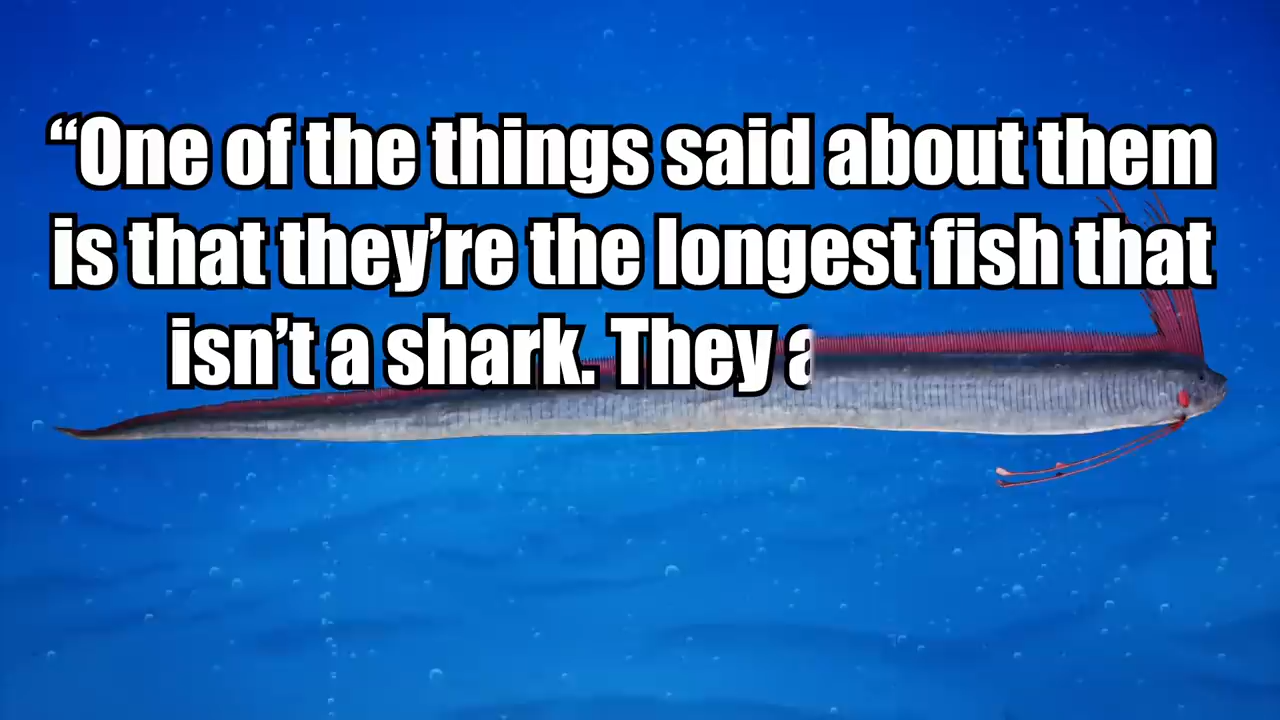 “One of the things said about them
is that they’re the longest fish that
isn’t a shark. They a